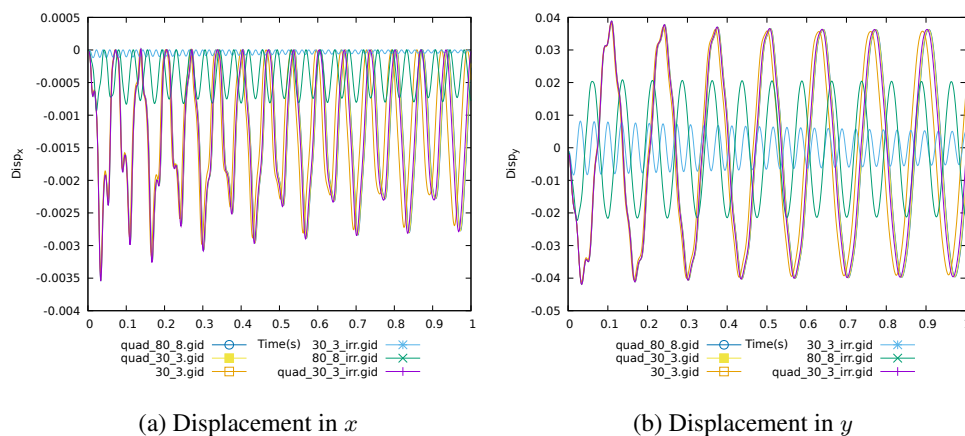 0.0005
0
-0.0005
-0.001
-0.0015
-0.002
-0.0025
-0.003
-0.0035
-0.004
Dispx
0 0.1 0.2 0.3 0.4 0.5 0.6 0.7 0.8 0.9 1
Time(s)
quad_80_8.gid
quad_30_3.gid
30_3.gid
30_3_irr.gid
80_8_irr.gid
quad_30_3_irr.gid
(a) Displacement in x
0.04
0.03
0.02
0.01
0
-0.01
-0.02
-0.03
-0.04
-0.05
Dispy
0 0.1 0.2 0.3 0.4 0.5 0.6 0.7 0.8 0.9 1
Time(s)
quad_80_8.gid
quad_30_3.gid
30_3.gid
30_3_irr.gid
80_8_irr.gid
quad_30_3_irr.gid
(b) Displacement in y